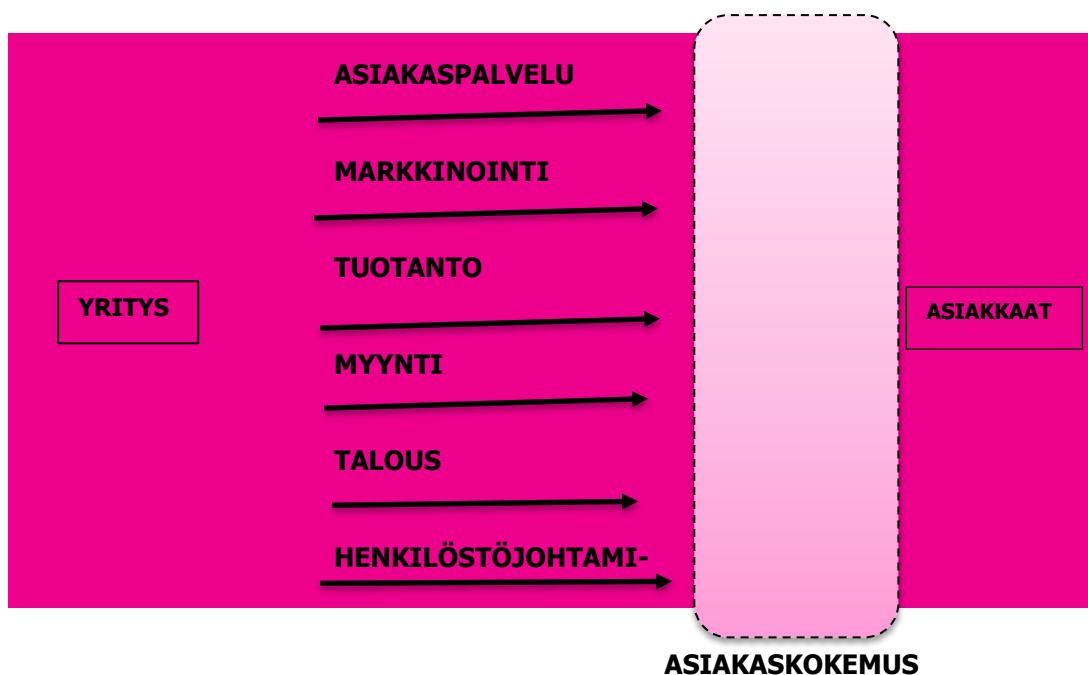 ASIAKASPALVELU
MARKKINOINTI
TUOTANTO
YRITYS
ASIAKKAAT
MYYNTI
TALOUS
HENKILÖSTÖJOHTAMI-
ASIAKASKOKEMUS